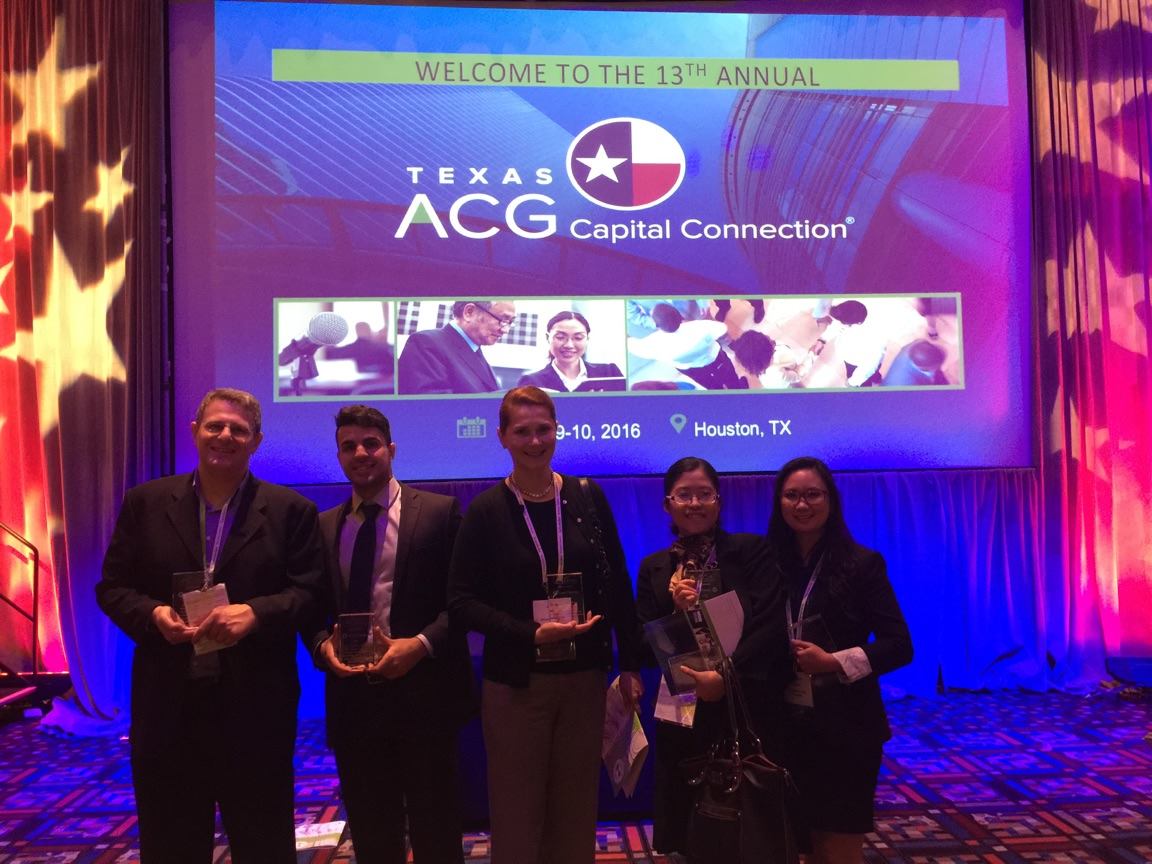 WELCOME TO THE 13TH ANNUAL
TEXAS
ACG Capital Connection®
9-10, 2016
Houston, TX